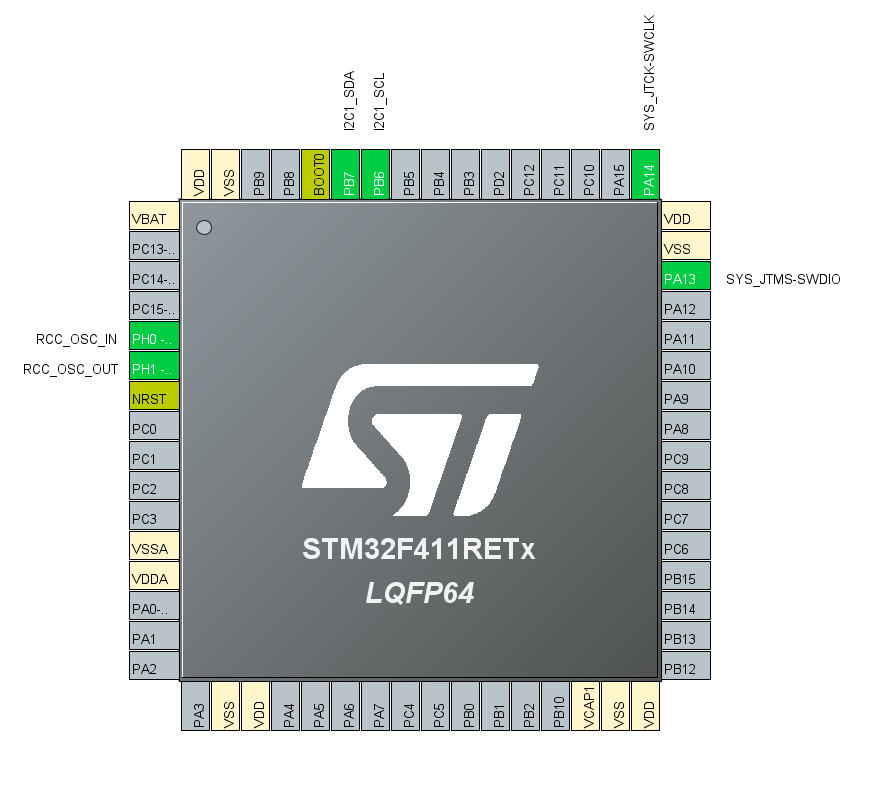 SYS_JTCK-SWCLK
I2C1_SDA
I2C1_SCL
VDD
VSS
PB9
PB8
BOOT0
PB7
PB6
PB5
PB4
PB3
PD2
PC12
PC11
PC10
PA15
PA14
VBAT
PC13-..
PC14-..
PC15-..
RCC_OSC_IN
PH0 -..
RCC_OSC_OUT
PH1 -..
NRST
PC0
PC1
PC2
PC3
VSSA
VDDA
PA0-..
PA1
PA2
VDD
VSS
PA13
SYS_JTMS-SWDIO
PA12
PA11
PA10
PA9
PA8
PC9
PC8
PC7
PC6
PB15
PB14
PB13
PB12
ST
STM32F411RETx
LQFP64
PA3
VSS
VDD
PA4
PA5
PA6
PA7
PC4
PC5
PB0
PB1
PB2
PB10
VCAP1
VSS
VDD